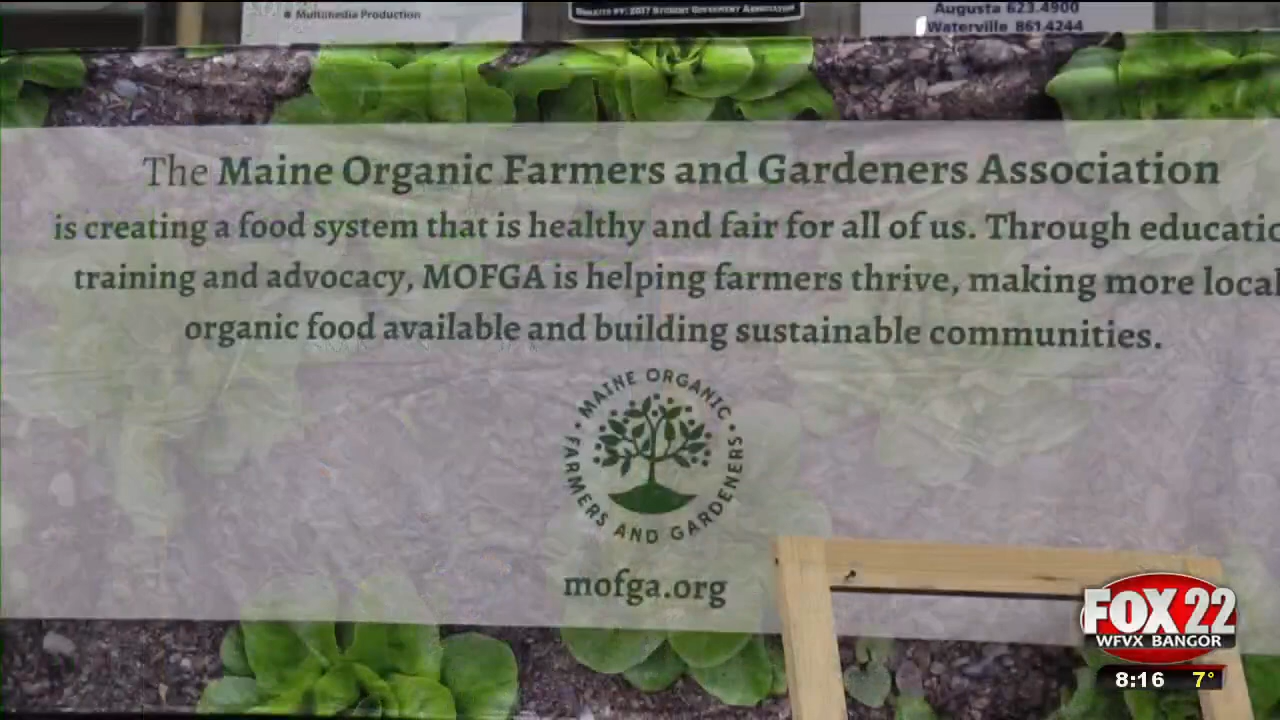 Multimedia Production
BENEFITS BY: 2017 STUDENT GOVERNMENT ASSOCIATION
Augusta 623.4900
Waterville 861.4244
The Maine Organic Farmers and Gardeners Association
is creating a food system that is healthy and fair for all of us. Through educatio
training and advocacy, MOFGA is helping farmers thrive, making more local
organic food available and building sustainable communities.
MAINE ORGANIC
FARMERS AND GARDENERS
mofga.org
FOX 22
WFVX BANGOR
8:16 7°